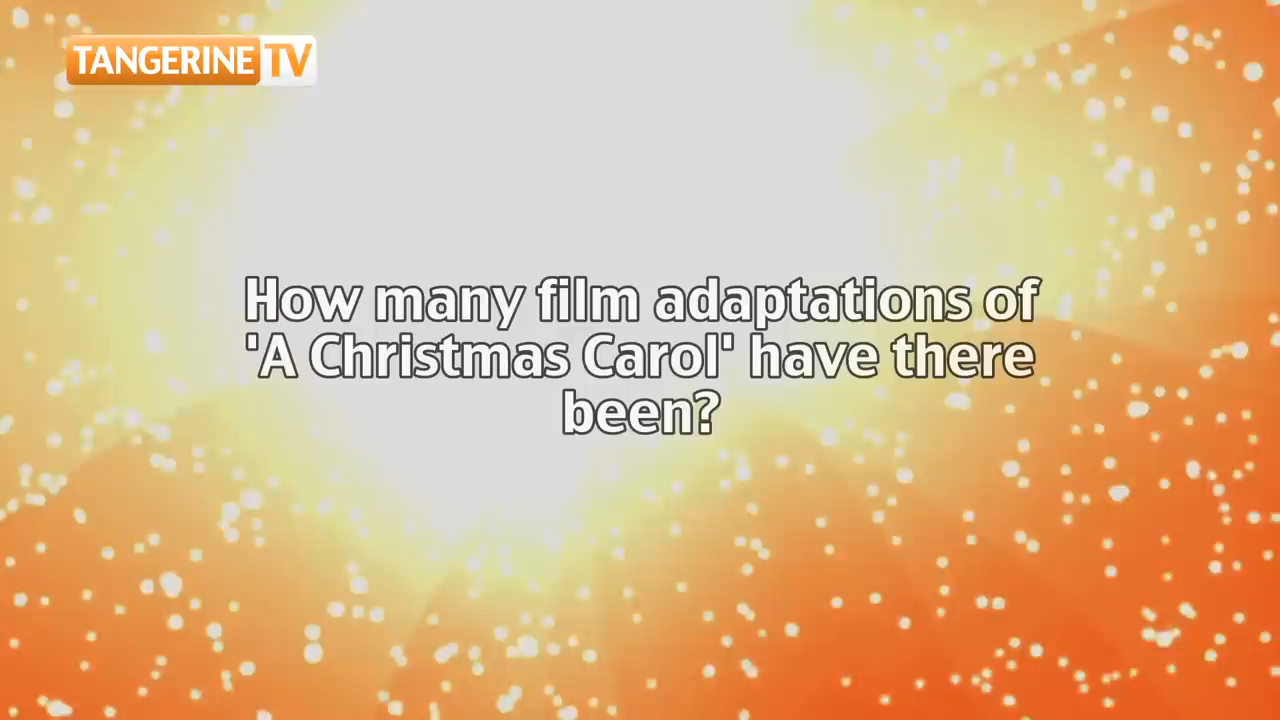 TANGERINE TV
How many film adaptations of
'A Christmas Carol' have there
been?